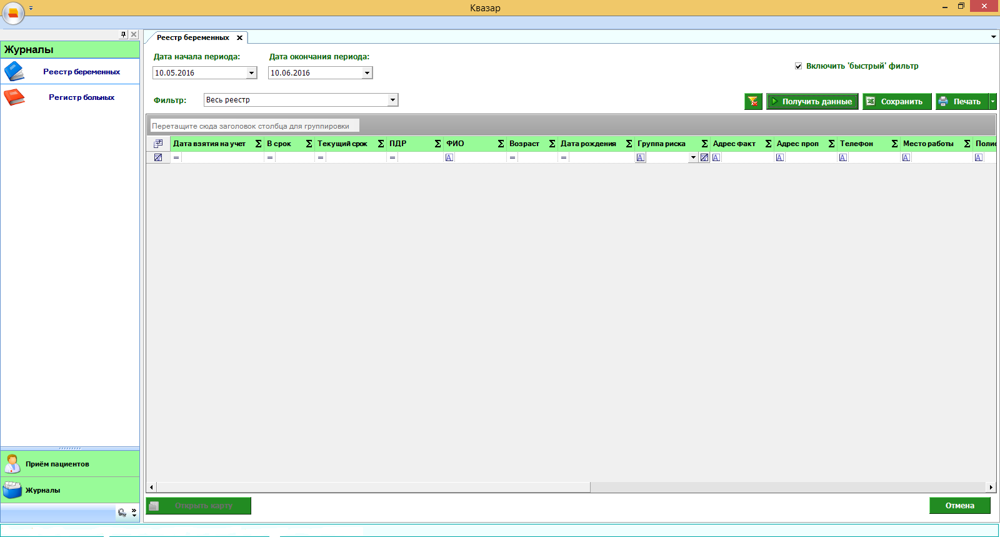 Квазар
Журналы
Реестр беременных
Регистр больных
Приём пациентов
Журналы
Реестр беременных
Дата начала периода: Дата окончания периода:
10.05.2016 10.06.2016
Включить 'быстрый' фильтр
Фильтр: Весь реестр
Получить данные Сохранить Печать
Перетащите сюда заголовок столбца для группировки
Дата взятия на учет В срок Текущий срок ПДР ФИО Возраст Дата рождения Группа риска Адрес факт Адрес проп Телефон Место работы Полис
Открыть карту Отмена